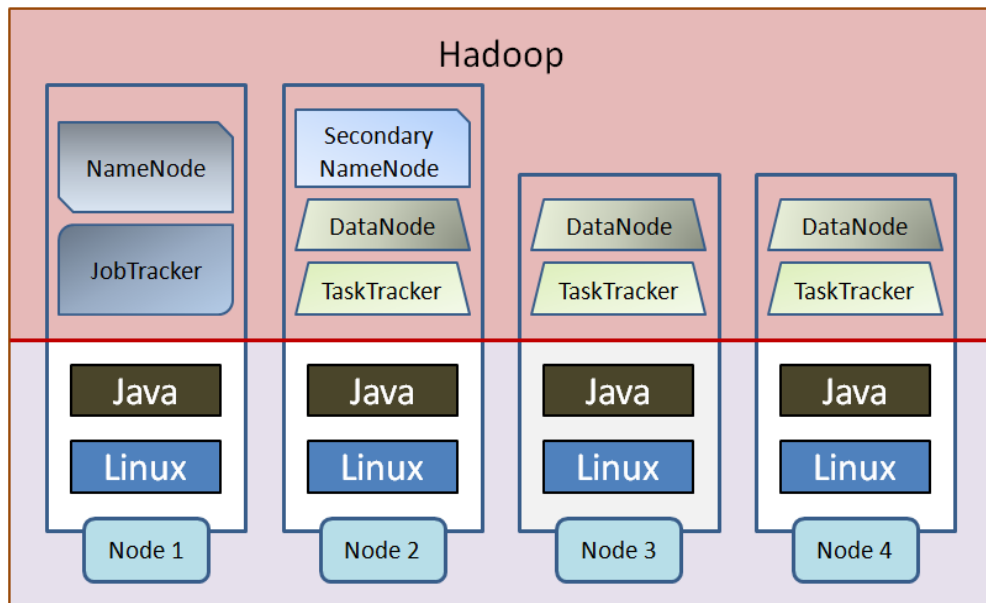 Hadoop
NameNode
JobTracker
Java
Linux
Node 1
Secondary
NameNode
DataNode
TaskTracker
Java
Linux
Node 2
DataNode
TaskTracker
Java
Linux
Node 3
DataNode
TaskTracker
Java
Linux
Node 4